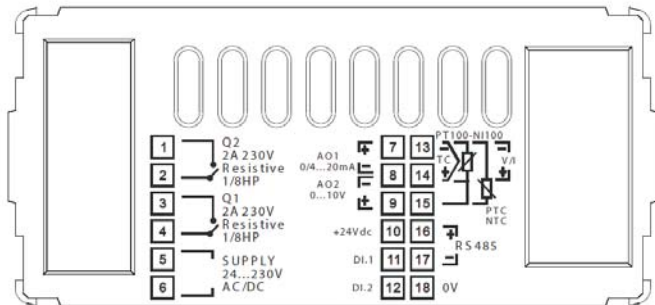 1
Q2
2A 230V
2
Resistive
1/8HP
3
Q1
2A 230V
4
Resistive
1/8HP
5
SUPPLY
24...230V
6
AC/DC
AO1
0/4...20mA
AO2
0...10V
+24Vdc
DI.1
DI.2
+
-
-
+
7 13
8 14
9 15
10 16
11 17
12 18
PT100-NI100
-
TC
+
-
V/I
+
PTC
NTC
+
RS485
-
0V